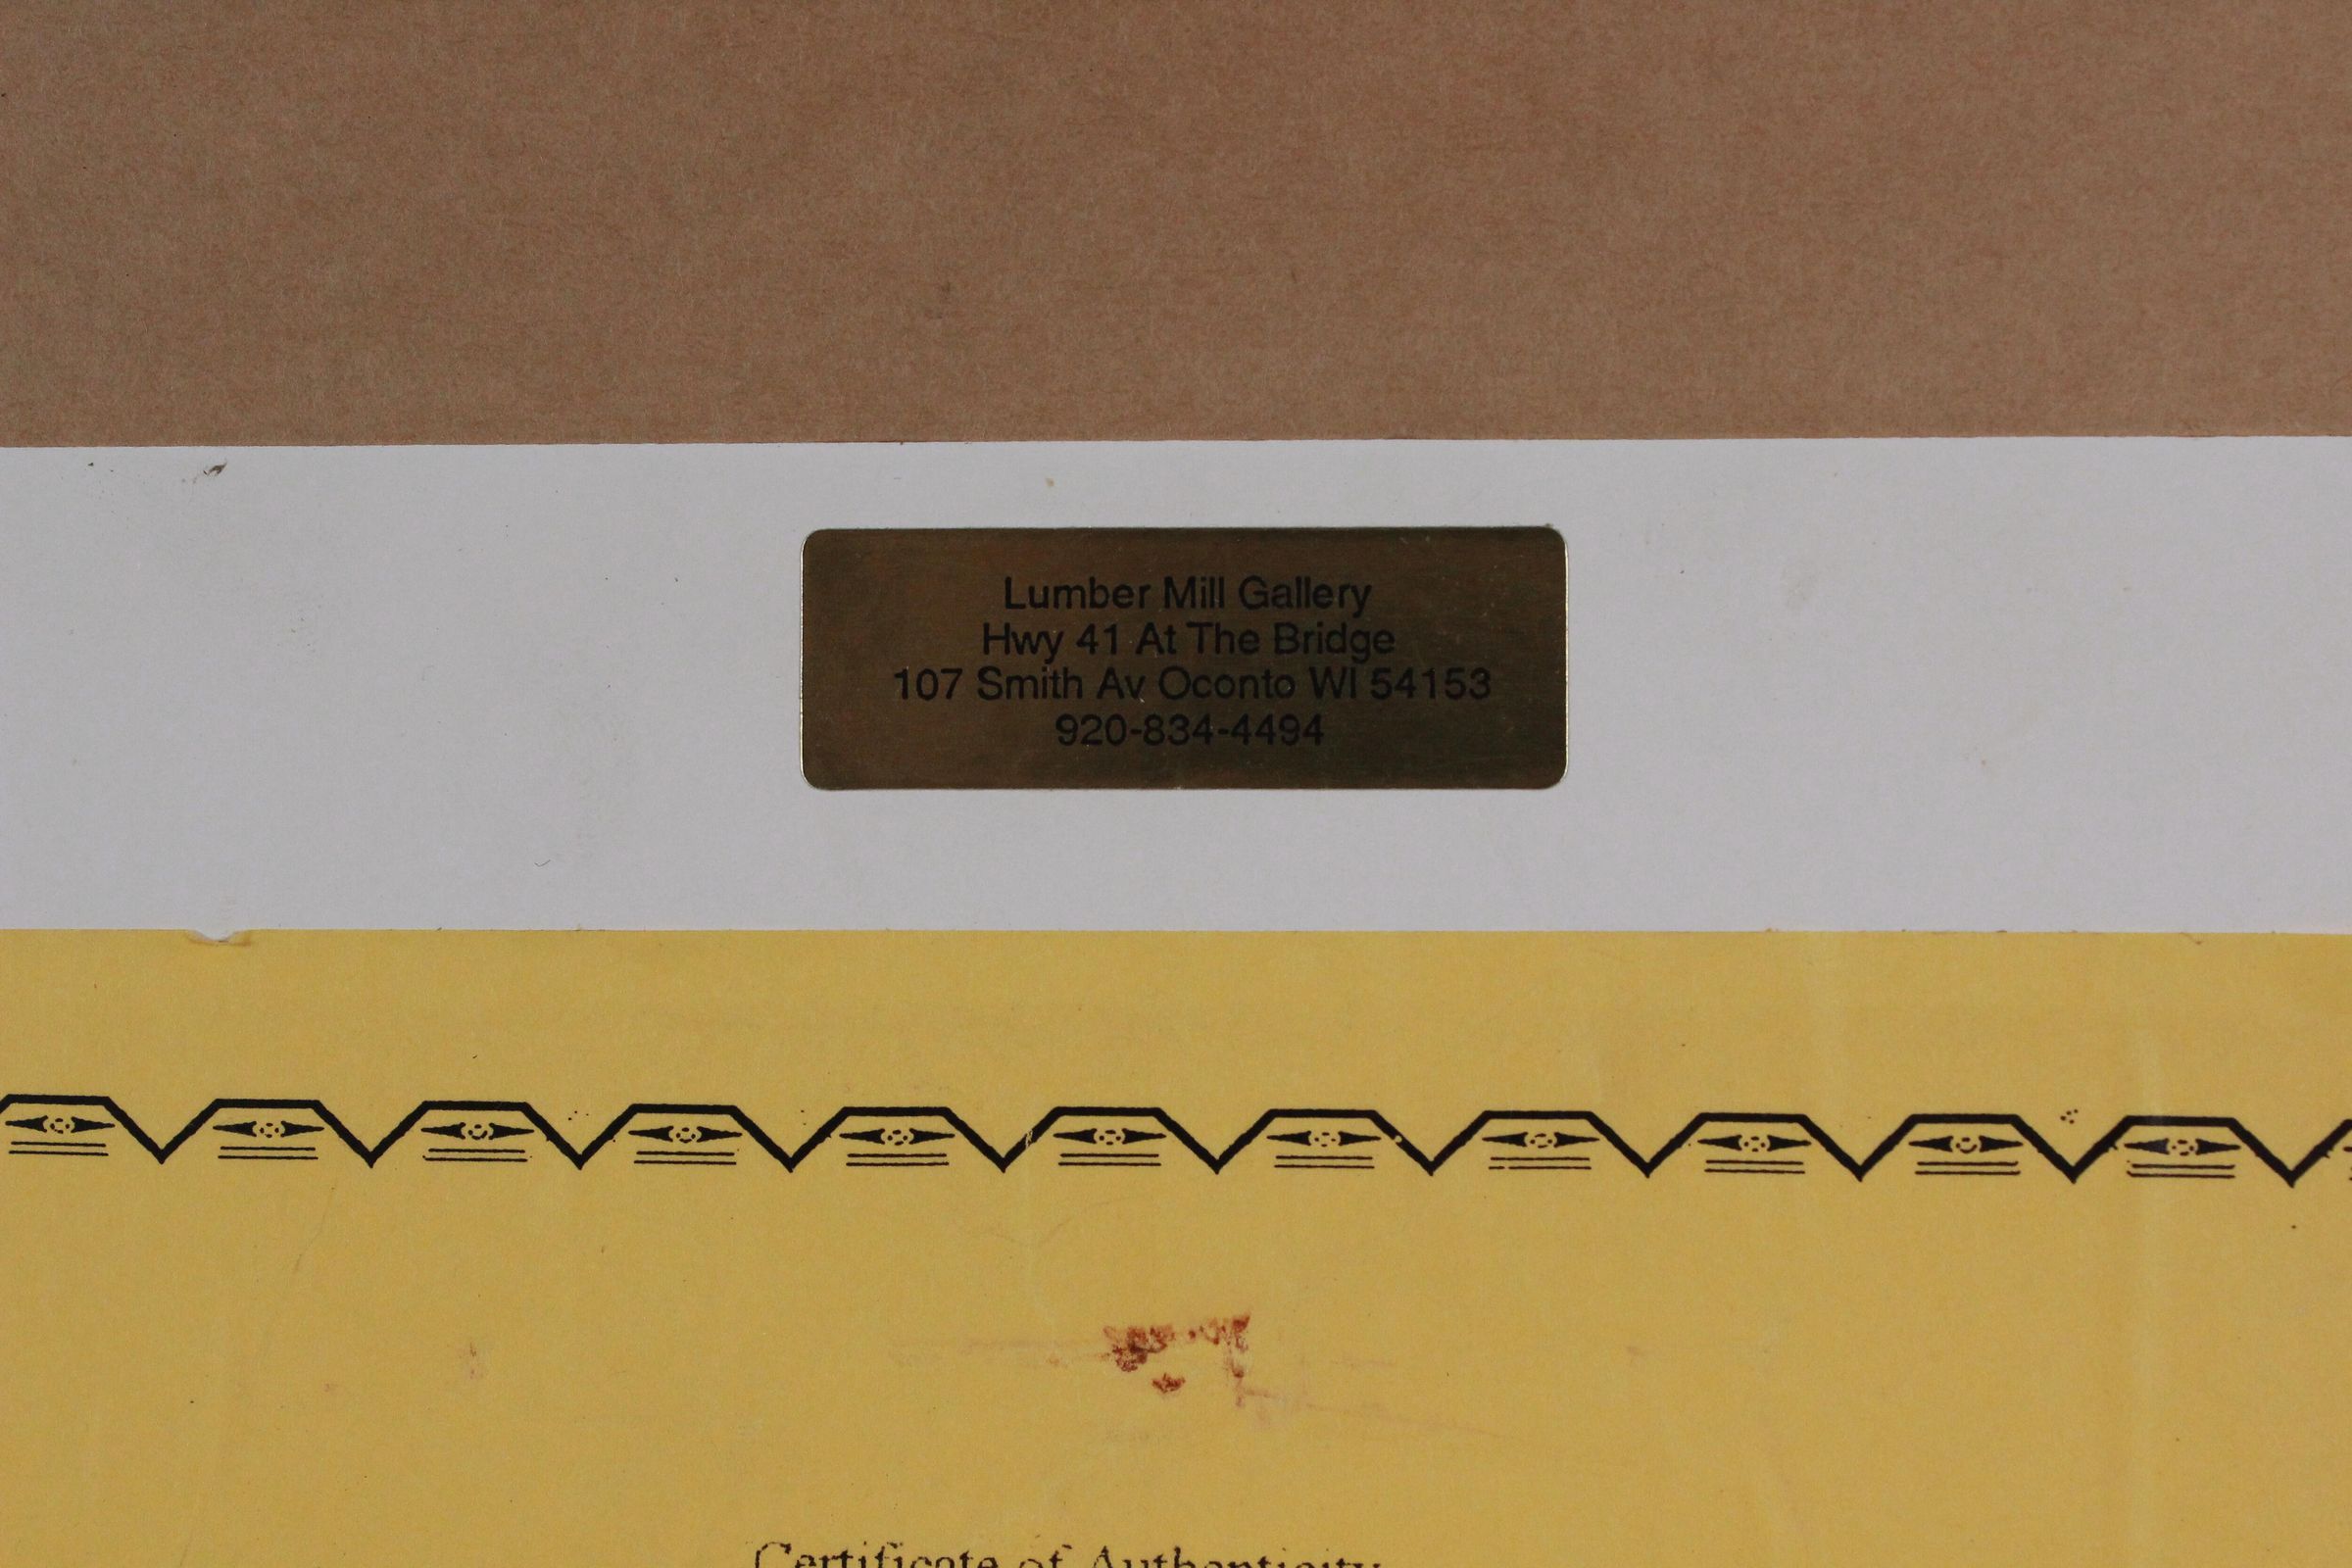 Lumber Mill Gallery
Hwy 41 At The Bridge
107 Smith Av Oconto WI 54153
920-834-4494
Certificate of Authenticity